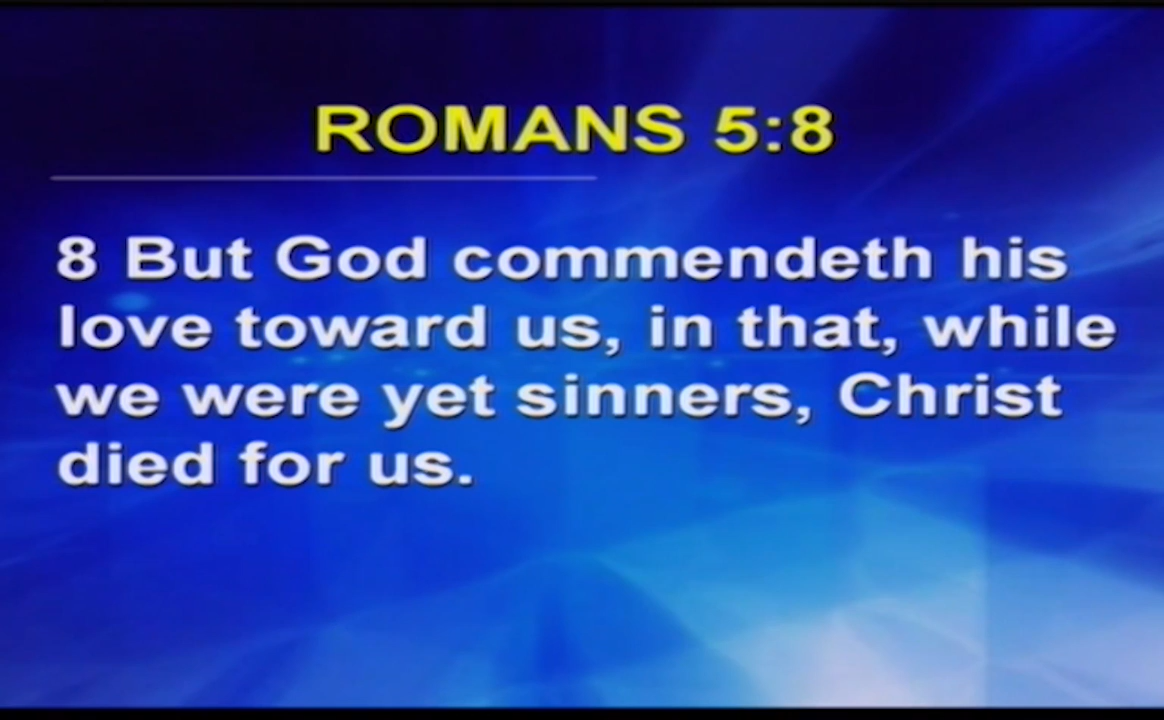 ROMANS 5:8
8 But God commendeth his
love toward us, in that, while
we were yet sinners, Christ
died for us.